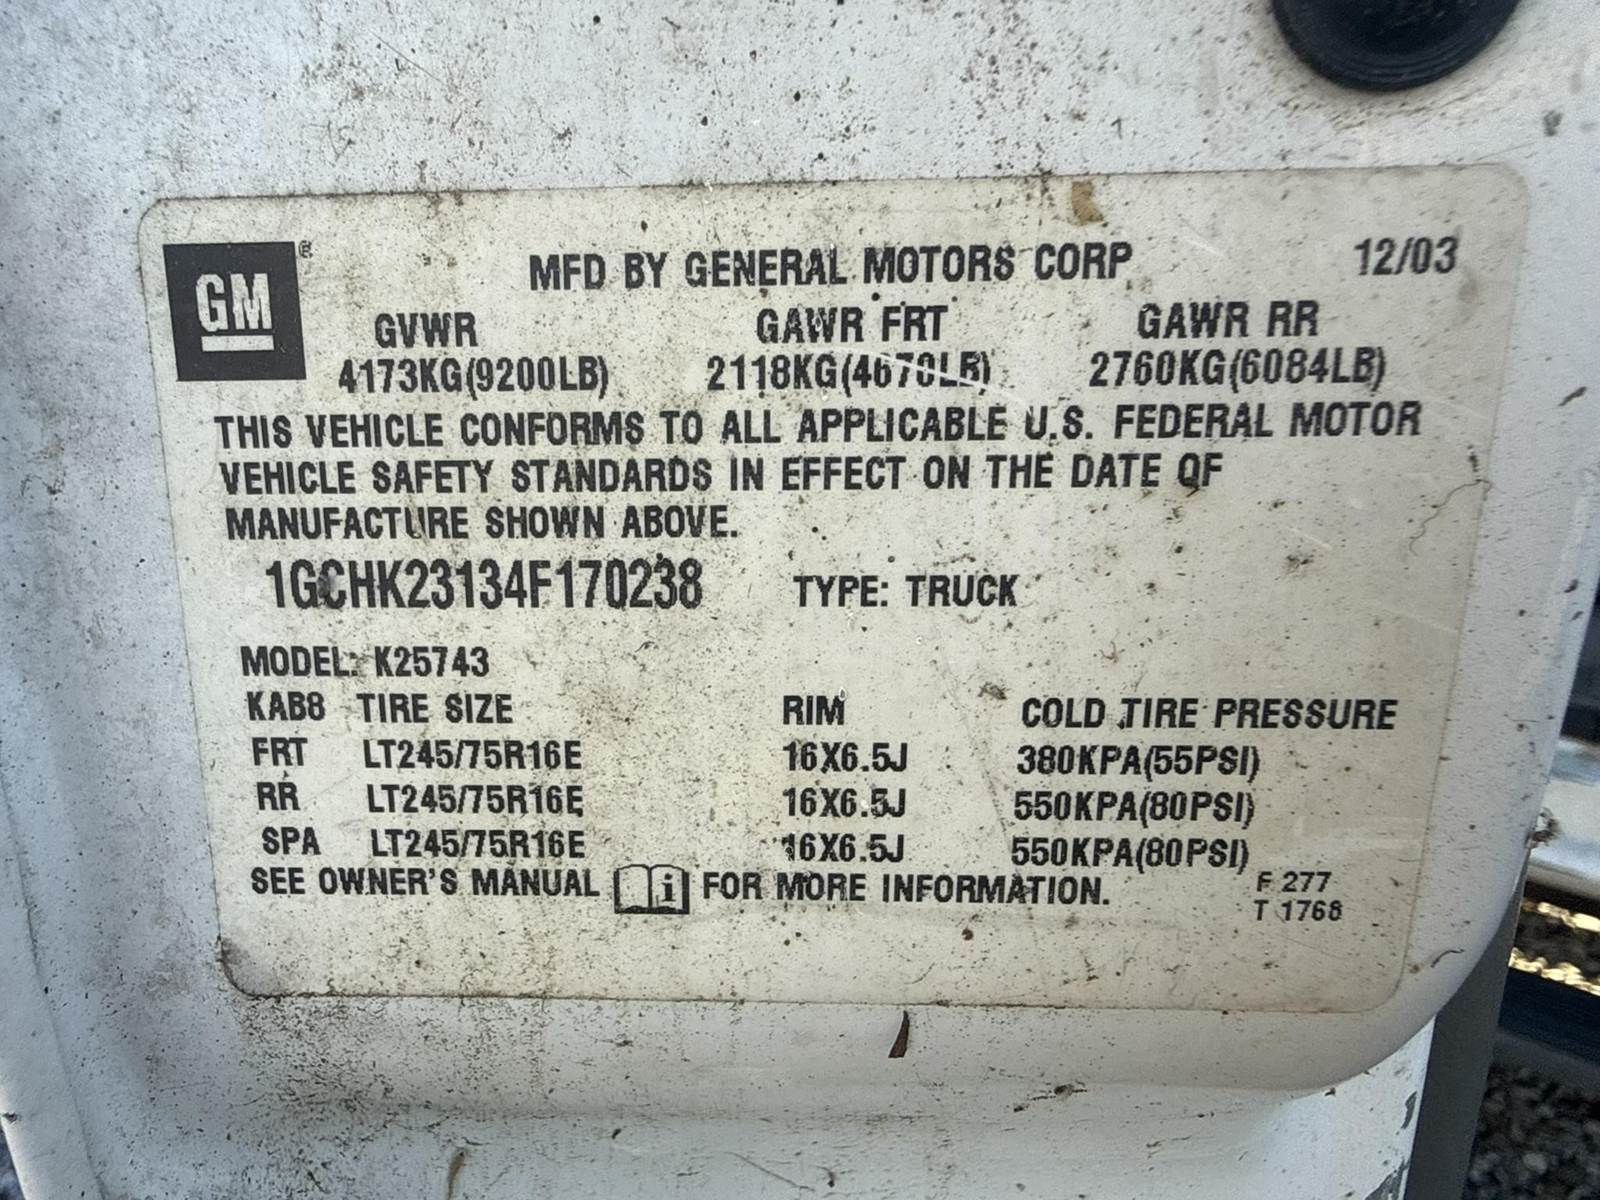 GM ®
MFD BY GENERAL MOTORS CORP 12/03
GVWR GAWR FRT GAWR RR
4173KG(9200LB) 2118KG(4670LB) 2760KG(6084LB)
THIS VEHICLE CONFORMS TO ALL APPLICABLE U.S. FEDERAL MOTOR
VEHICLE SAFETY STANDARDS IN EFFECT ON THE DATE OF
MANUFACTURE SHOWN ABOVE.
1GCHK23134F170238 TYPE: TRUCK
MODEL: K25743
KAB8 TIRE SIZE RIM COLD TIRE PRESSURE
FRT LT245/75R16E 16X6.5J 380KPA(55PSI)
RR LT245/75R16E 16X6.5J 550KPA(80PSI)
SPA LT245/75R16E 16X6.5J 550KPA(80PSI)
SEE OWNER'S MANUAL i FOR MORE INFORMATION.
F 277
T 1768